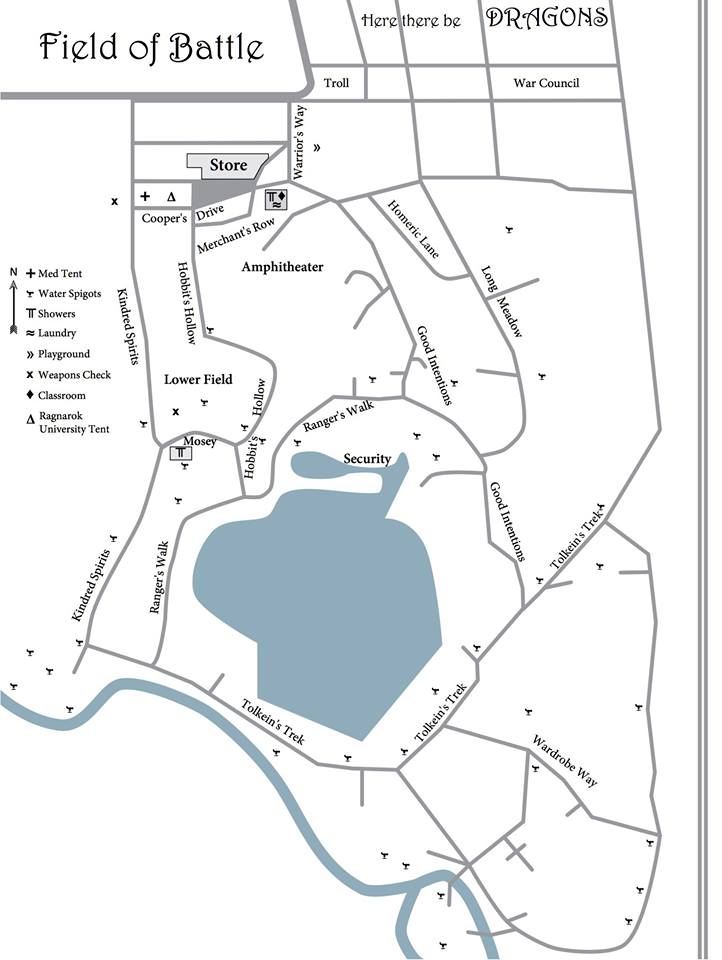 Here there be DRAGONS
Field of Battle
Troll
War Council
Warrior's Way
Store
Cooper's Drive
Merchant's Row
Homeric Lane
Amphitheater
Long Meadow
N
Med Tent
Water Spigots
Showers
Laundry
Playground
Weapons Check
Classroom
Ragnarok
University Tent
Kindred Spirits
Hobbit's Hollow
Good Intentions
Lower Field
Hobbit's Hollow
Ranger's Walk
Mosey
Security
Good Intentions
Tolkein's Trek
Kindred Spirits
Ranger's Walk
Tolkein's Trek
Tolkein's Trek
Wardrobe Way